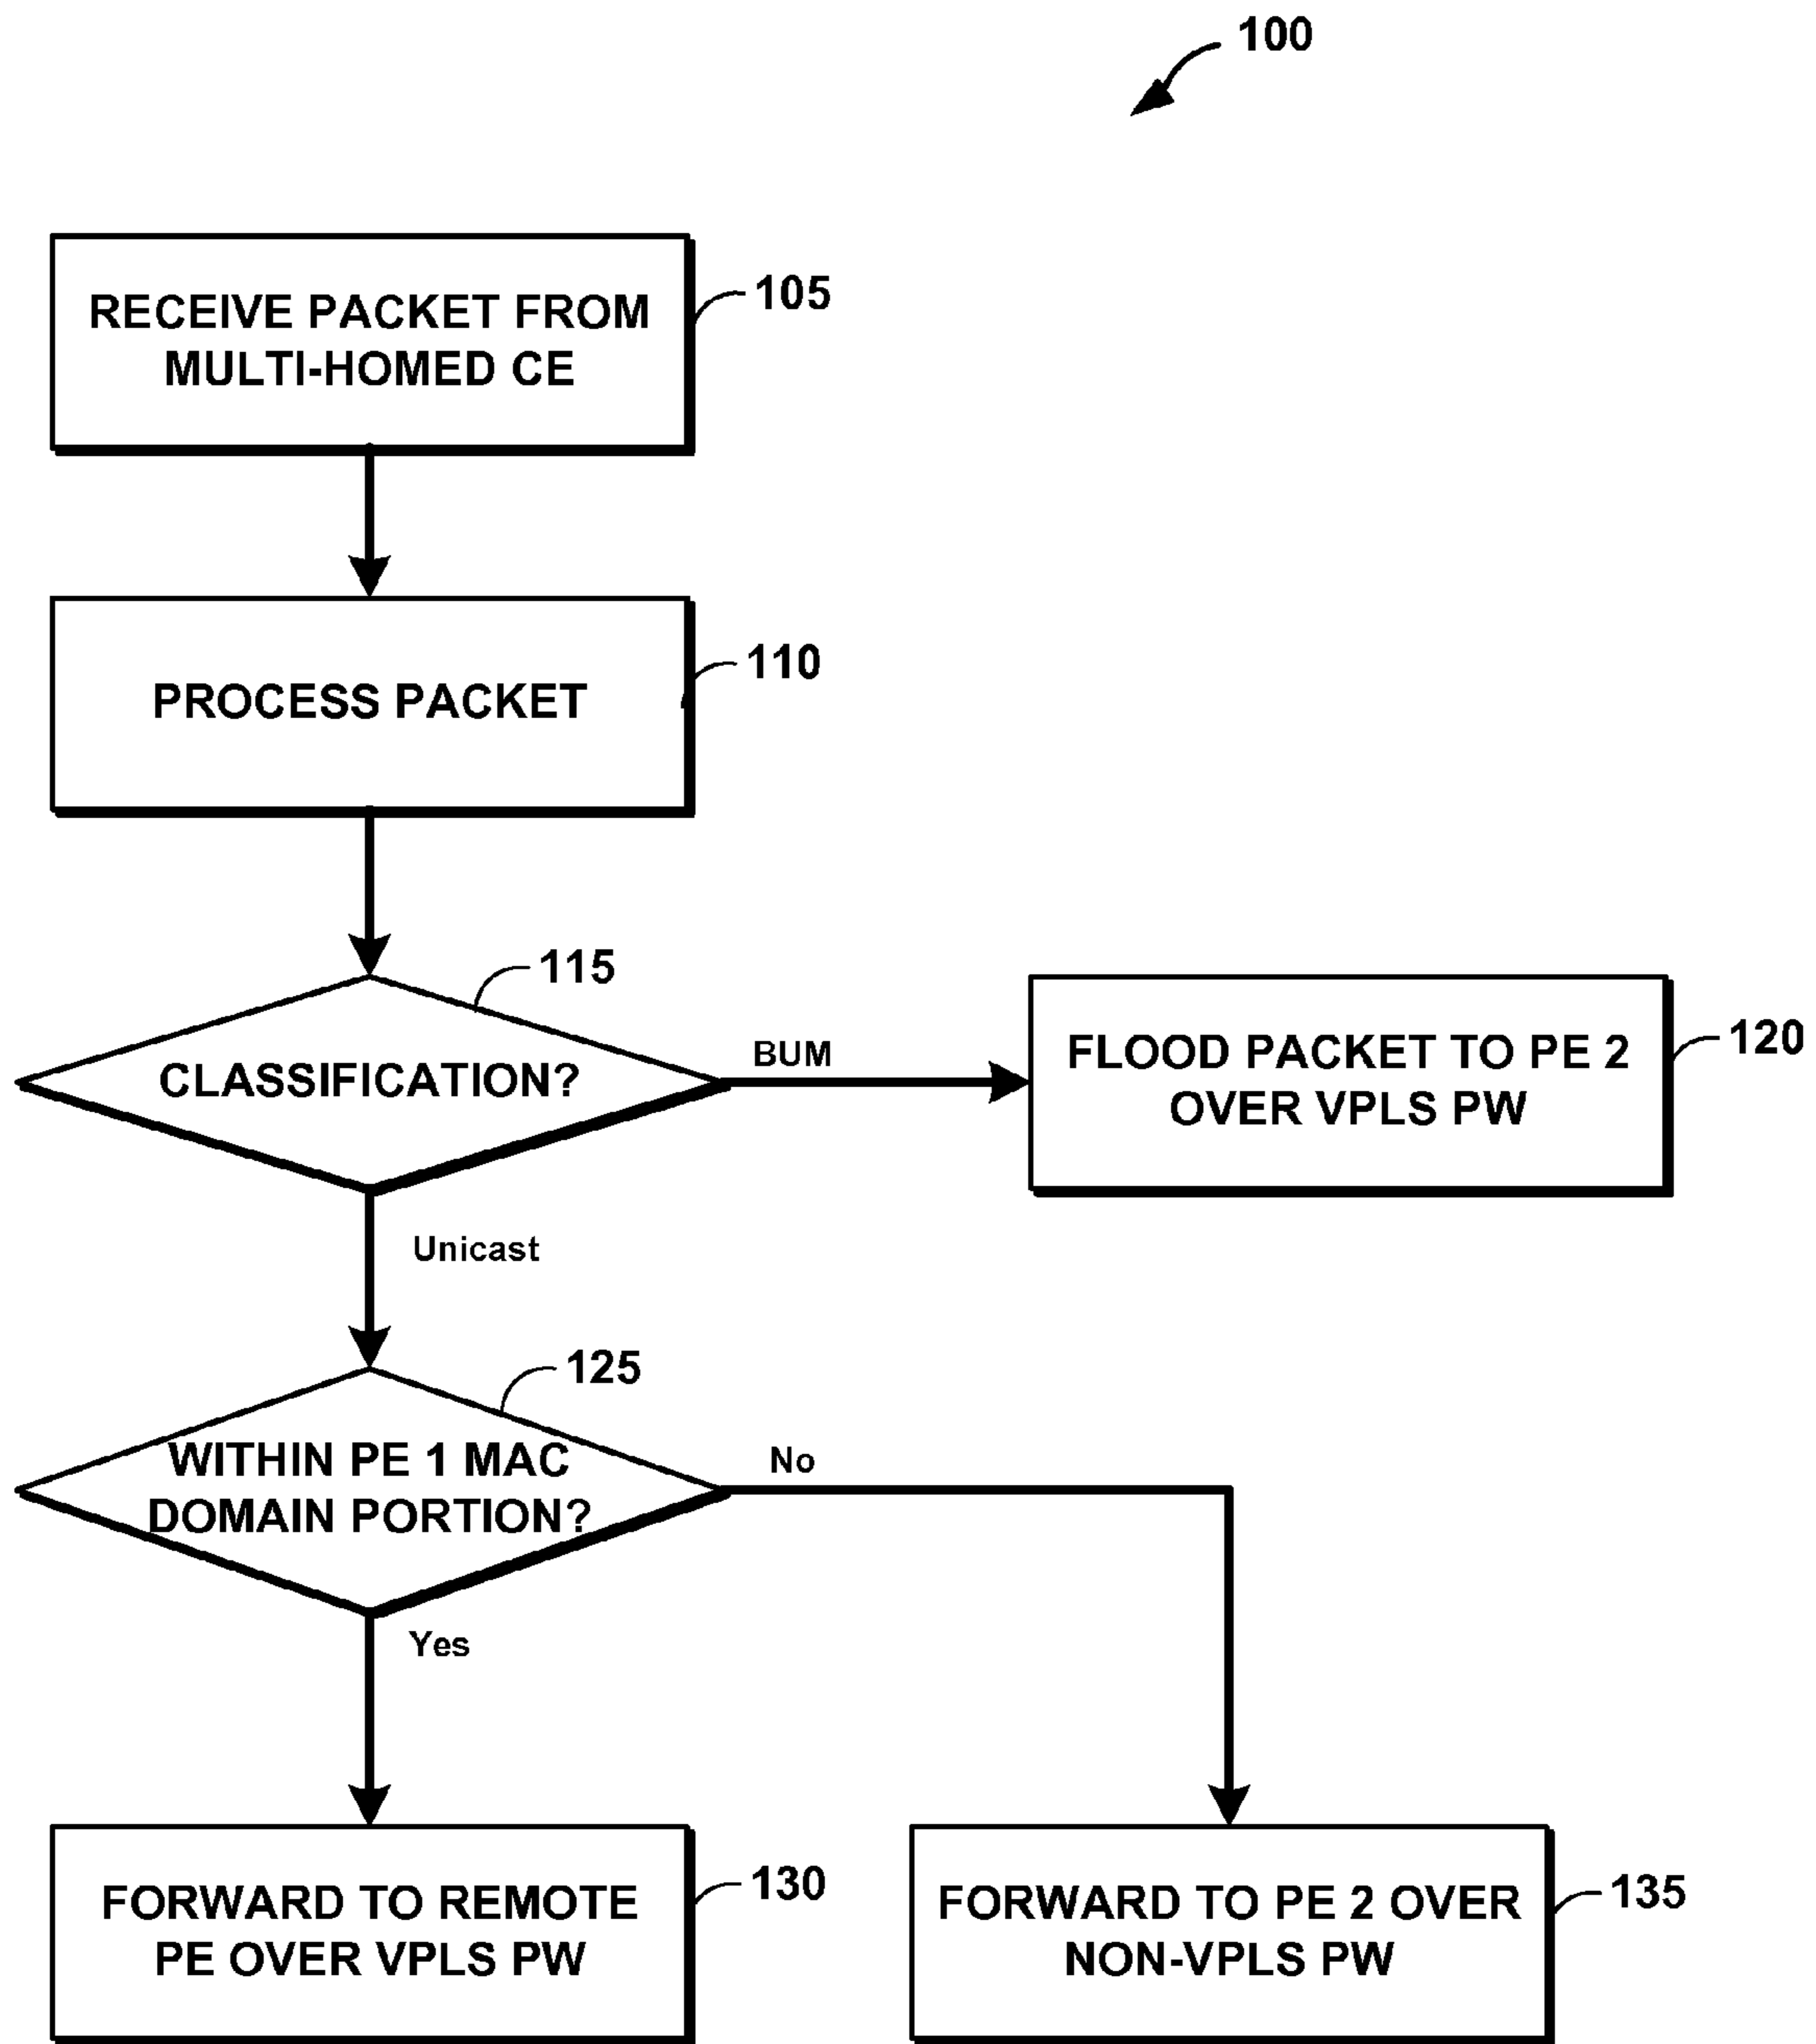 100
RECEIVE PACKET FROM
MULTI-HOMED CE
105
PROCESS PACKET
110
CLASSIFICATION?
115
BUM
FLOOD PACKET TO PE 2
OVER VPLS PW
120
Unicast
WITHIN PE 1 MAC
DOMAIN PORTION?
125
No
Yes
FORWARD TO REMOTE
PE OVER VPLS PW
130
FORWARD TO PE 2 OVER
NON-VPLS PW
135